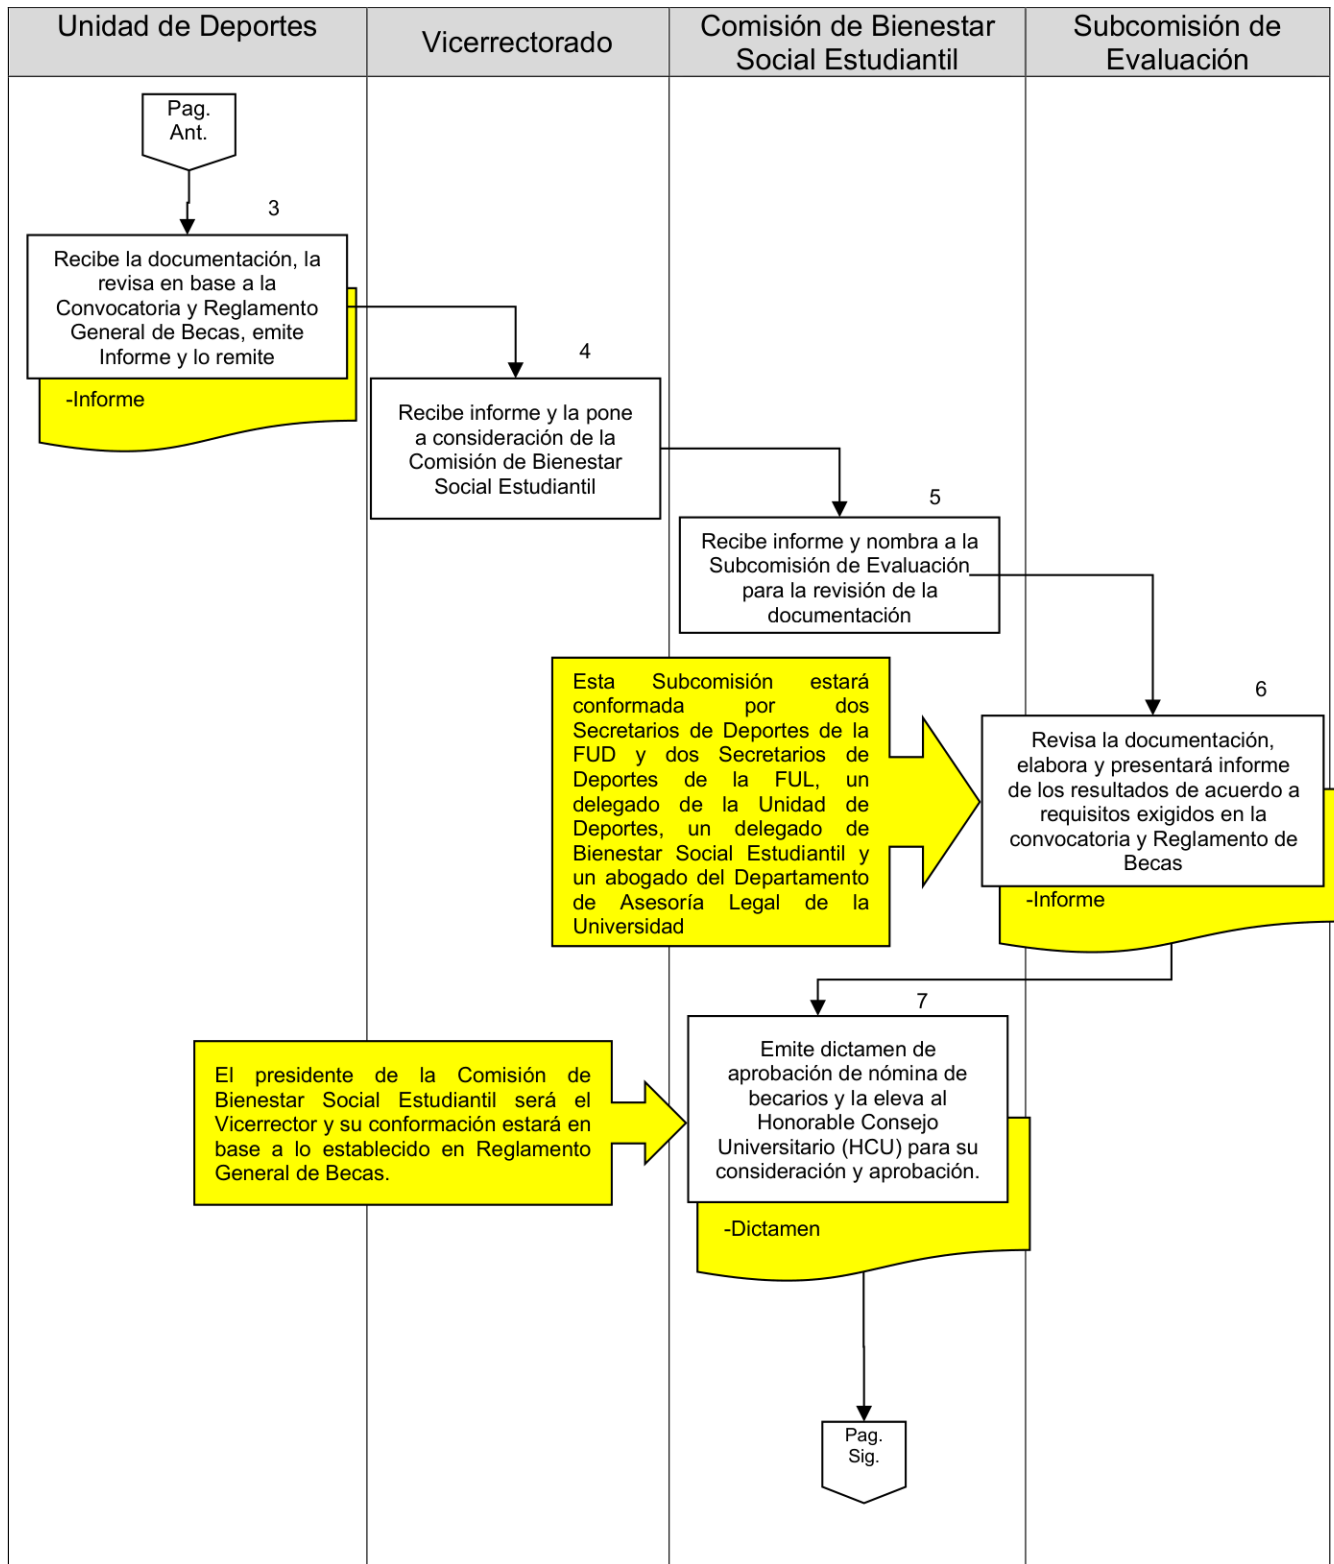 Unidad de Deportes
Vicerrectorado
Comisión de Bienestar
Social Estudiantil
Subcomisión de
Evaluación
Pag.
Ant.
3
Recibe la documentación, la
revisa en base a la
Convocatoria y Reglamento
General de Becas, emite
Informe y lo remite
-Informe
4
Recibe informe y la pone
a consideración de la
Comisión de Bienestar
Social Estudiantil
5
Recibe informe y nombra a la
Subcomisión de Evaluación
para la revisión de la
documentación
Esta Subcomisión estará
conformada por dos
Secretarios de Deportes de la
FUD y dos Secretarios de
Deportes de la FUL, un
delegado de la Unidad de
Deportes, un delegado de
Bienestar Social Estudiantil y
un abogado del Departamento
de Asesoría Legal de la
Universidad
6
Revisa la documentación,
elabora y presentará informe
de los resultados de acuerdo a
requisitos exigidos en la
convocatoria y Reglamento de
Becas
-Informe
7
Emite dictamen de
aprobación de nómina de
becarios y la eleva al
Honorable Consejo
Universitario (HCU) para su
consideración y aprobación.
-Dictamen
El presidente de la Comisión de
Bienestar Social Estudiantil será el
Vicerrector y su conformación estará en
base a lo establecido en Reglamento
General de Becas.
Pag.
Sig.